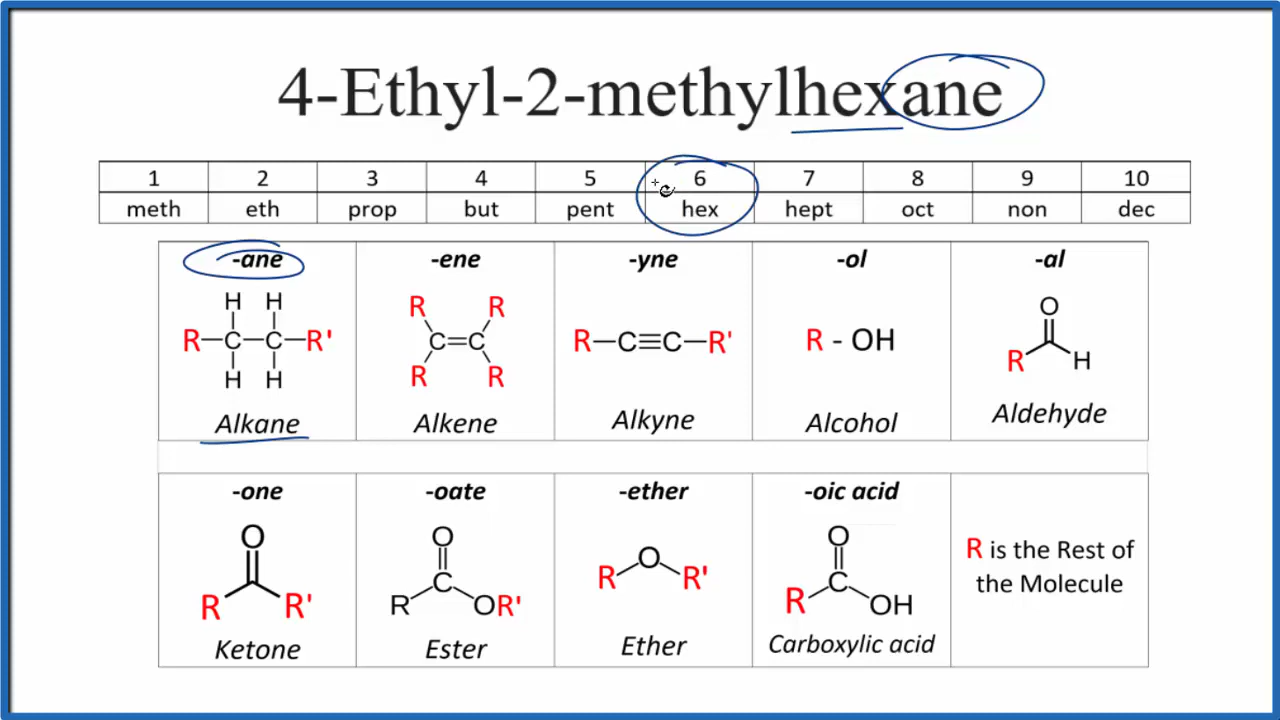 4-Ethyl-2-methylhexane
1 2 3 4 5 6 7 8 9 10
meth eth prop but pent hex hept oct non dec
-ane -ene -yne -ol -al
H H
R C C R'
H H
Alkane
R R
C C
R R
Alkene
R C C R'
Alkyne
R - OH
Alcohol
O
R H
Aldehyde
-one -oate -ether -oic acid
O
R R'
Ketone
O
C
R OR'
Ester
O
R R'
Ether
O
C
R OH
Carboxylic acid
R is the Rest of
the Molecule